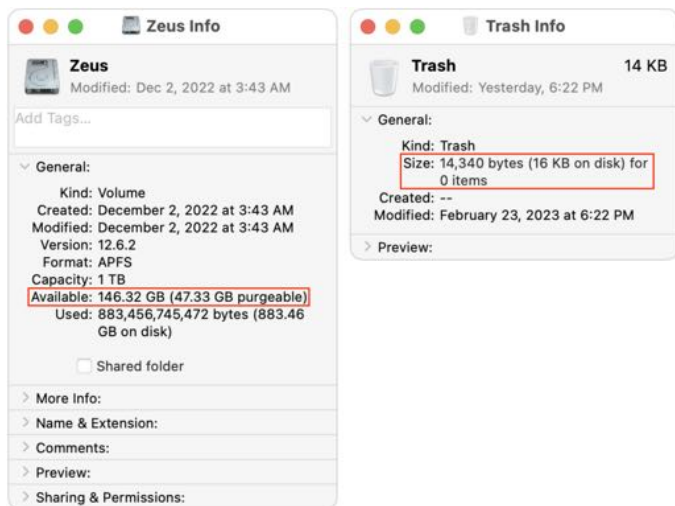 Zeus Info
Zeus
Modified: Dec 2, 2022 at 3:43 AM
Add Tags...
General:
Kind: Volume
Created: December 2, 2022 at 3:43 AM
Modified: December 2, 2022 at 3:43 AM
Version: 12.6.2
Format: APFS
Capacity: 1 TB
Available: 146.32 GB (47.33 GB purgeable)
Used: 883,456,745,472 bytes (883.46
GB on disk)
Shared folder
More Info:
Name & Extension:
Comments:
Preview:
Sharing & Permissions:
Trash Info
Trash 14 KB
Modified: Yesterday, 6:22 PM
General:
Kind: Trash
Size: 14,340 bytes (16 KB on disk) for
0 items
Created: --
Modified: February 23, 2023 at 6:22 PM
Preview: